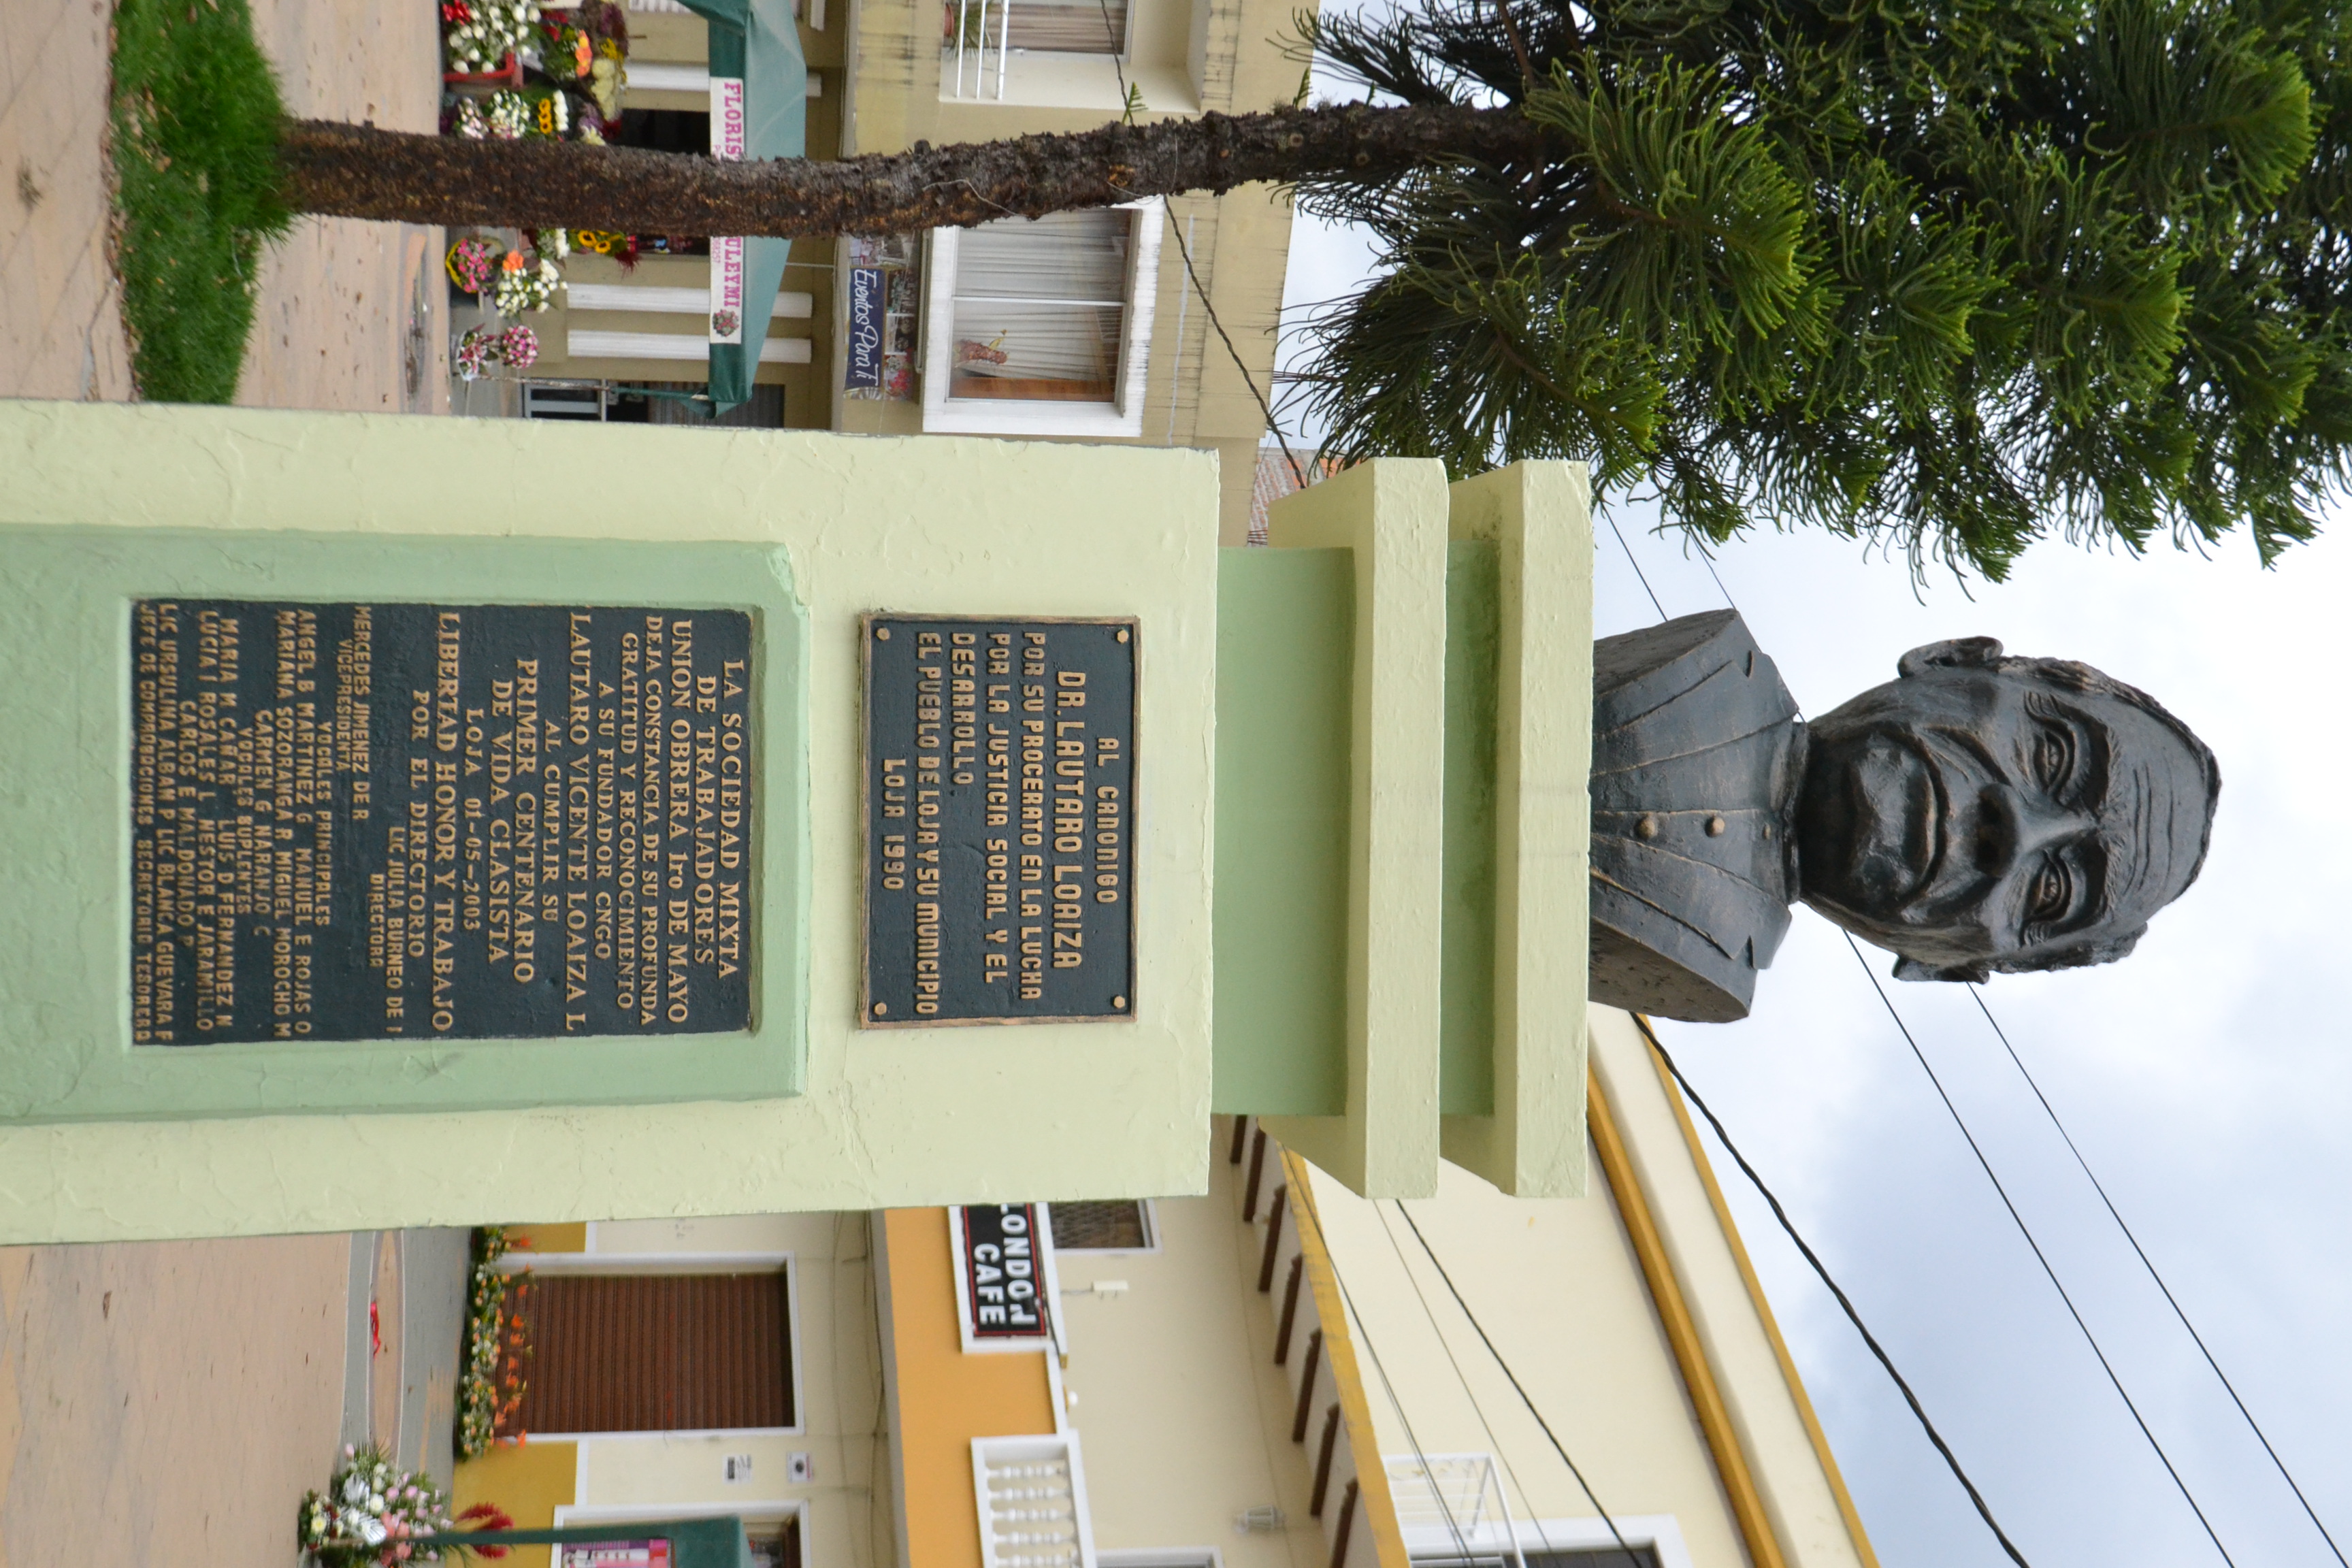 AL CANONIGO
DR. LAUTARO LOAIZA
POR SU PROCERATO EN LA LUCHA
POR LA JUSTICIA SOCIAL Y EL
DESARROLLO.
EL PUEBLO DE LOJA Y SU MUNICIPIO
LOJA 1990
LA SOCIEDAD MIXTA
DE TRABAJADORES
UNION OBRERA 1ro DE MAYO
DEJA CONSTANCIA DE SU PROFUNDA
GRATITUD Y RECONOCIMIENTO
A SU FUNDADOR CNGO
LAUTARO VICENTE LOAIZA L
AL CUMPLIR SU
PRIMER CENTENARIO
DE VIDA CLASISTA
LOJA 01-05-2003
LIBERTAD HONOR Y TRABAJO
POR EL DIRECTORIO
LIC JULIA BURNEO DE I
DIRECTORA
MERCEDES JIMENEZ DE R
VICEPRESIDENTA
VOCALES PRINCIPALES
ANGEL B MARTINEZ G MANUEL E ROJAS O
MARIANA SOZORANGA R MIGUEL MOROCHO M
CARMEN G NARANJO C
VOCALES SUPLENTES
MARIA M CAÑAR LUIS D FERNANDEZ N
LUCIA I ROSALES L NESTOR E JARAMILLO
CARLOS E MALDONADO P
LIC URSULINA ALBAN P LIC BLANCA GUEVARA F
JEFE DE COMPROBACIONES SECRETARIO TESORERO
LONDON
CAFE
Eventos Para Ti
FLORIS ULEYMI